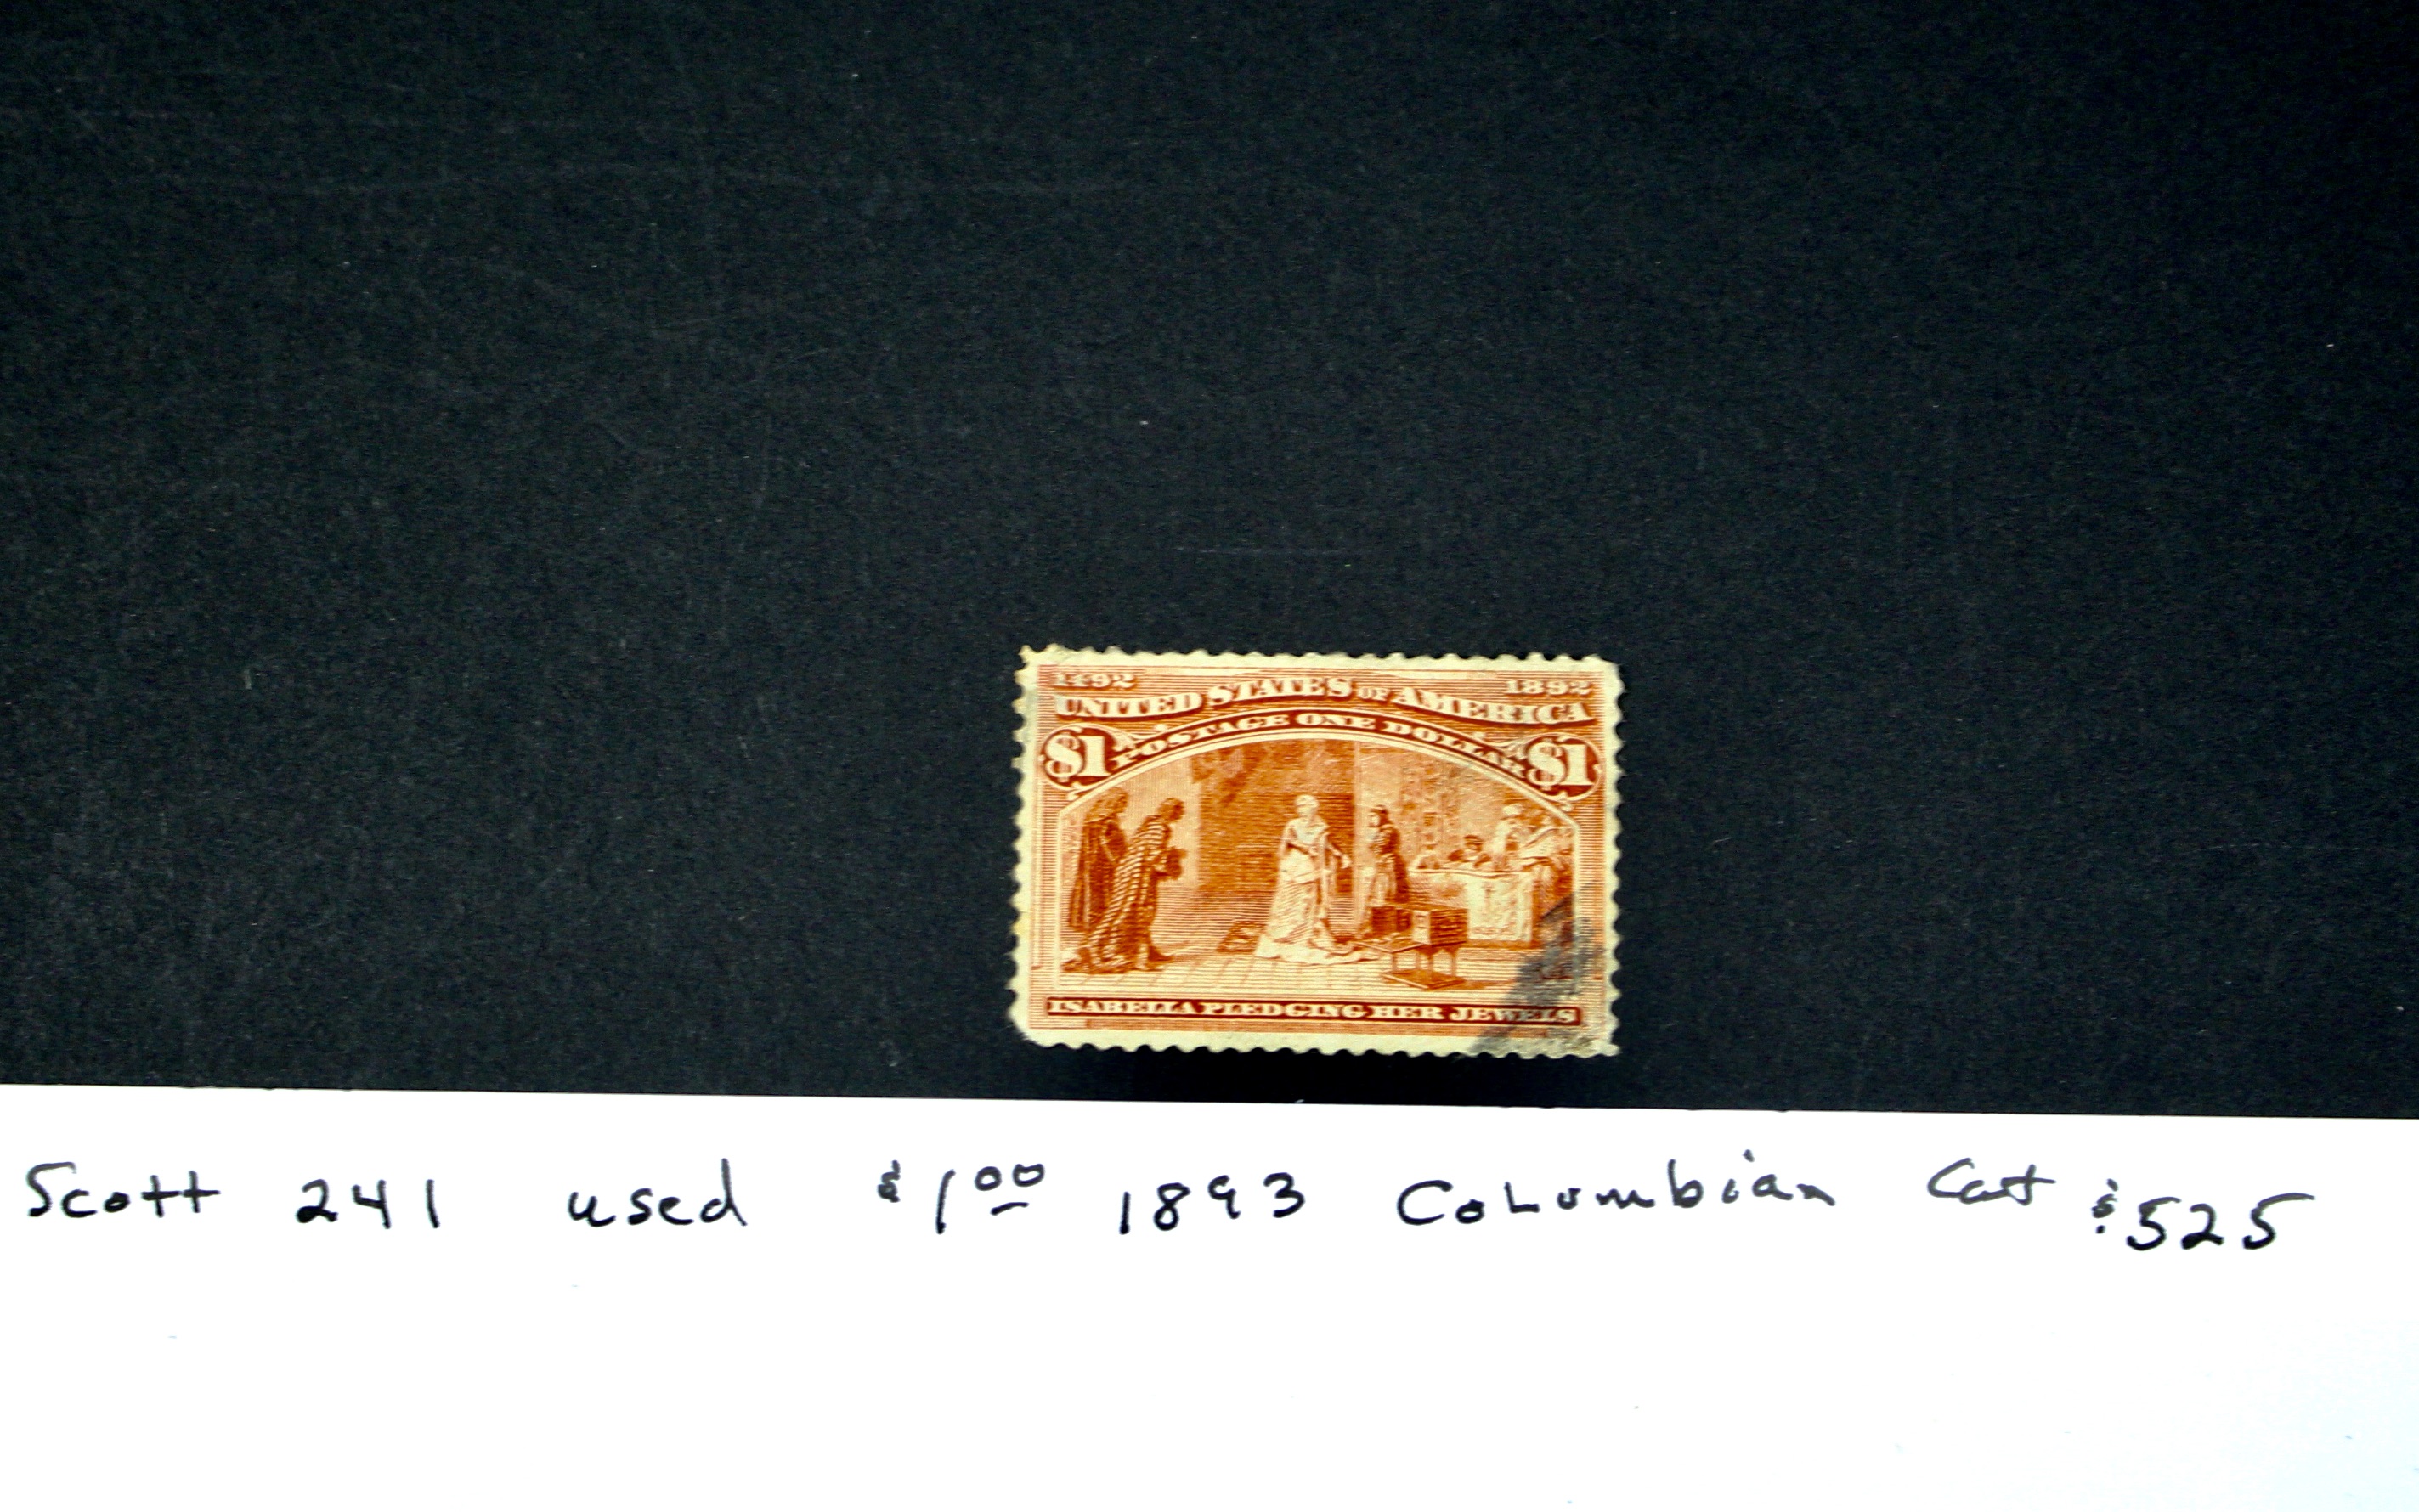 1492 1892
UNITED STATES OF AMERICA
$1 POSTAGE ONE DOLLAR $1
ISABELLA PLEDGING HER JEWELS
Scott 241 used $1.00 1893 Columbian Cat $525